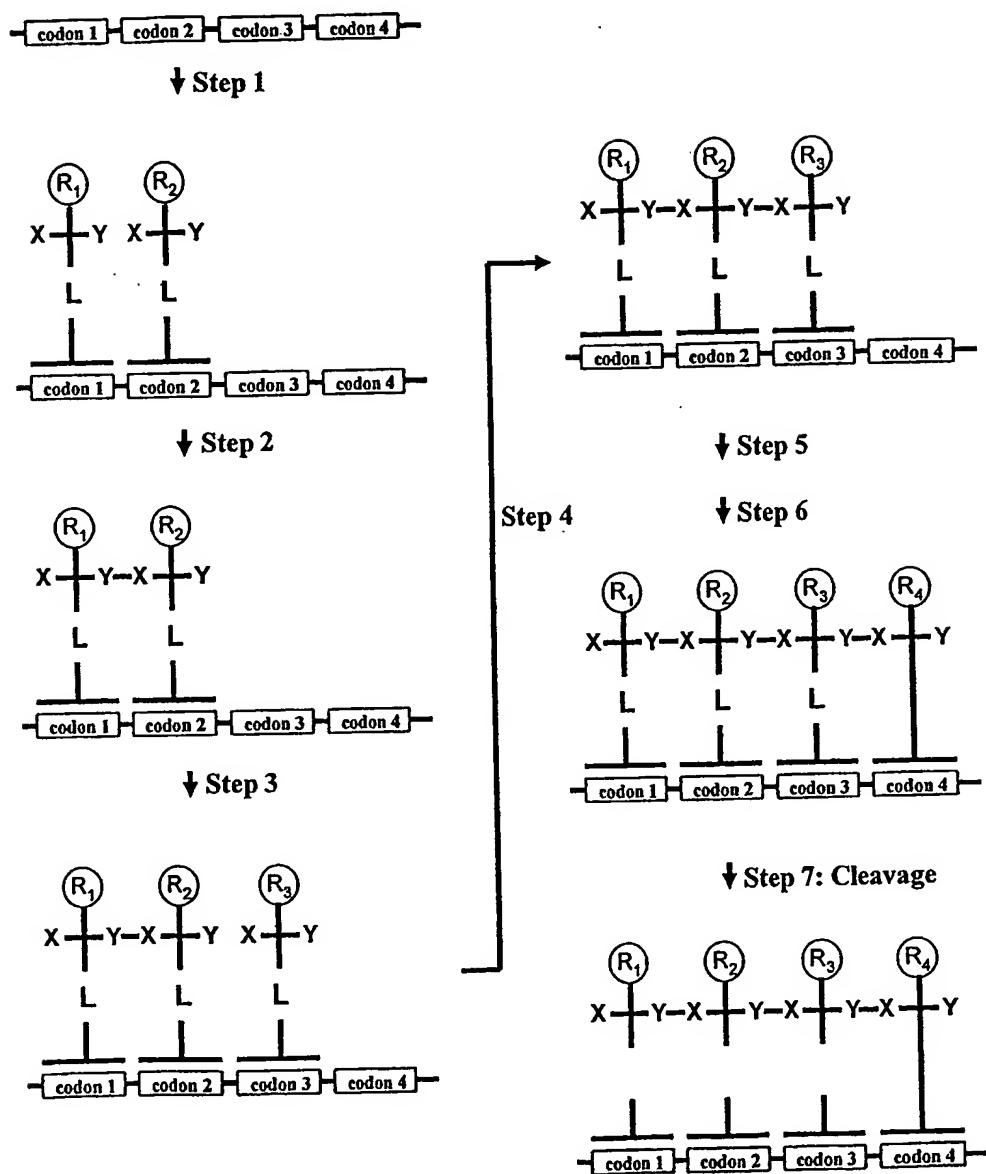 codon 1 codon 2 codon 3 codon 4
Step 1
R1 R2
X Y X Y
L L
codon 1 codon 2 codon 3 codon 4
Step 2
R1 R2
X Y-X Y
L L
codon 1 codon 2 codon 3 codon 4
Step 3
R1 R2 R3
X Y-X Y X Y
L L L
codon 1 codon 2 codon 3 codon 4
Step 4
R1 R2 R3
X Y-X Y-X Y
L L L
codon 1 codon 2 codon 3 codon 4
Step 5
Step 6
R1 R2 R3 R4
X Y-X Y-X Y-X Y
L L L
codon 1 codon 2 codon 3 codon 4
Step 7: Cleavage
R1 R2 R3 R4
X Y-X Y-X Y-X Y
codon 1 codon 2 codon 3 codon 4